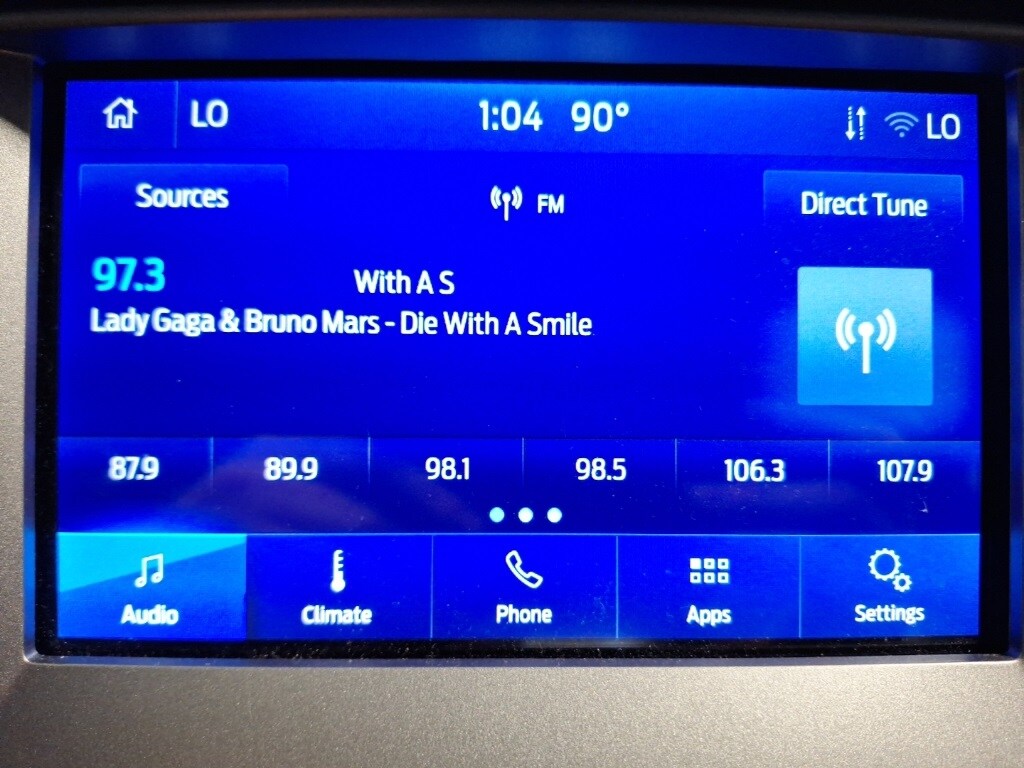 LO 1:04 90° LO
Sources FM Direct Tune
97.3 With A S
Lady Gaga & Bruno Mars - Die With A Smile
87.9 89.9 98.1 98.5 106.3 107.9
Audio Climate Phone Apps Settings